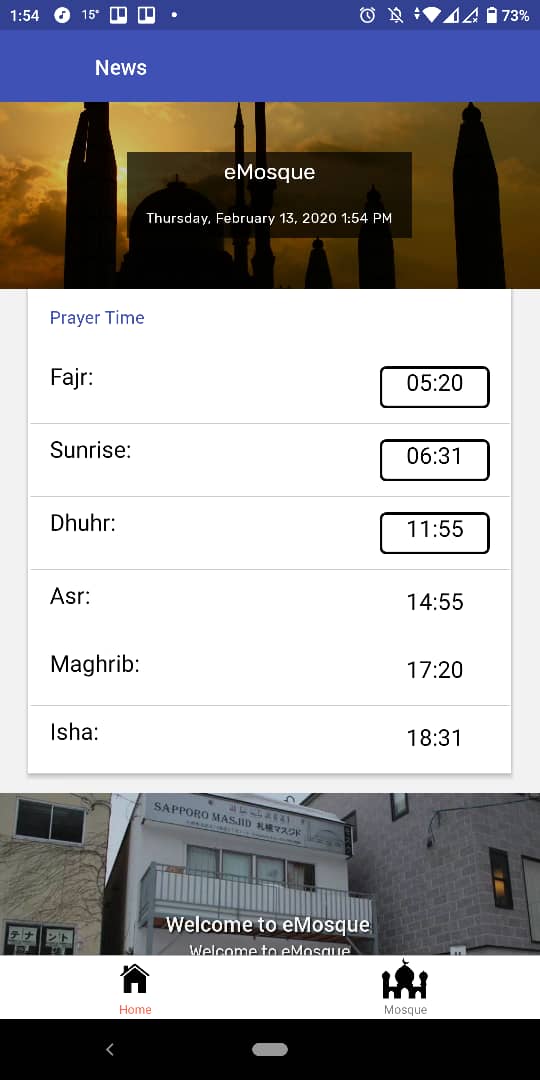 1:54
15°
73%
News
eMosque
Thursday, February 13, 2020 1:54 PM
Prayer Time
Fajr:
05:20
Sunrise:
06:31
Dhuhr:
11:55
Asr:
14:55
Maghrib:
17:20
Isha:
18:31
SAPPORO MASJID 札幌マスジド
テナント
Welcome to eMosque
Welcome to eMosque
Home
Mosque